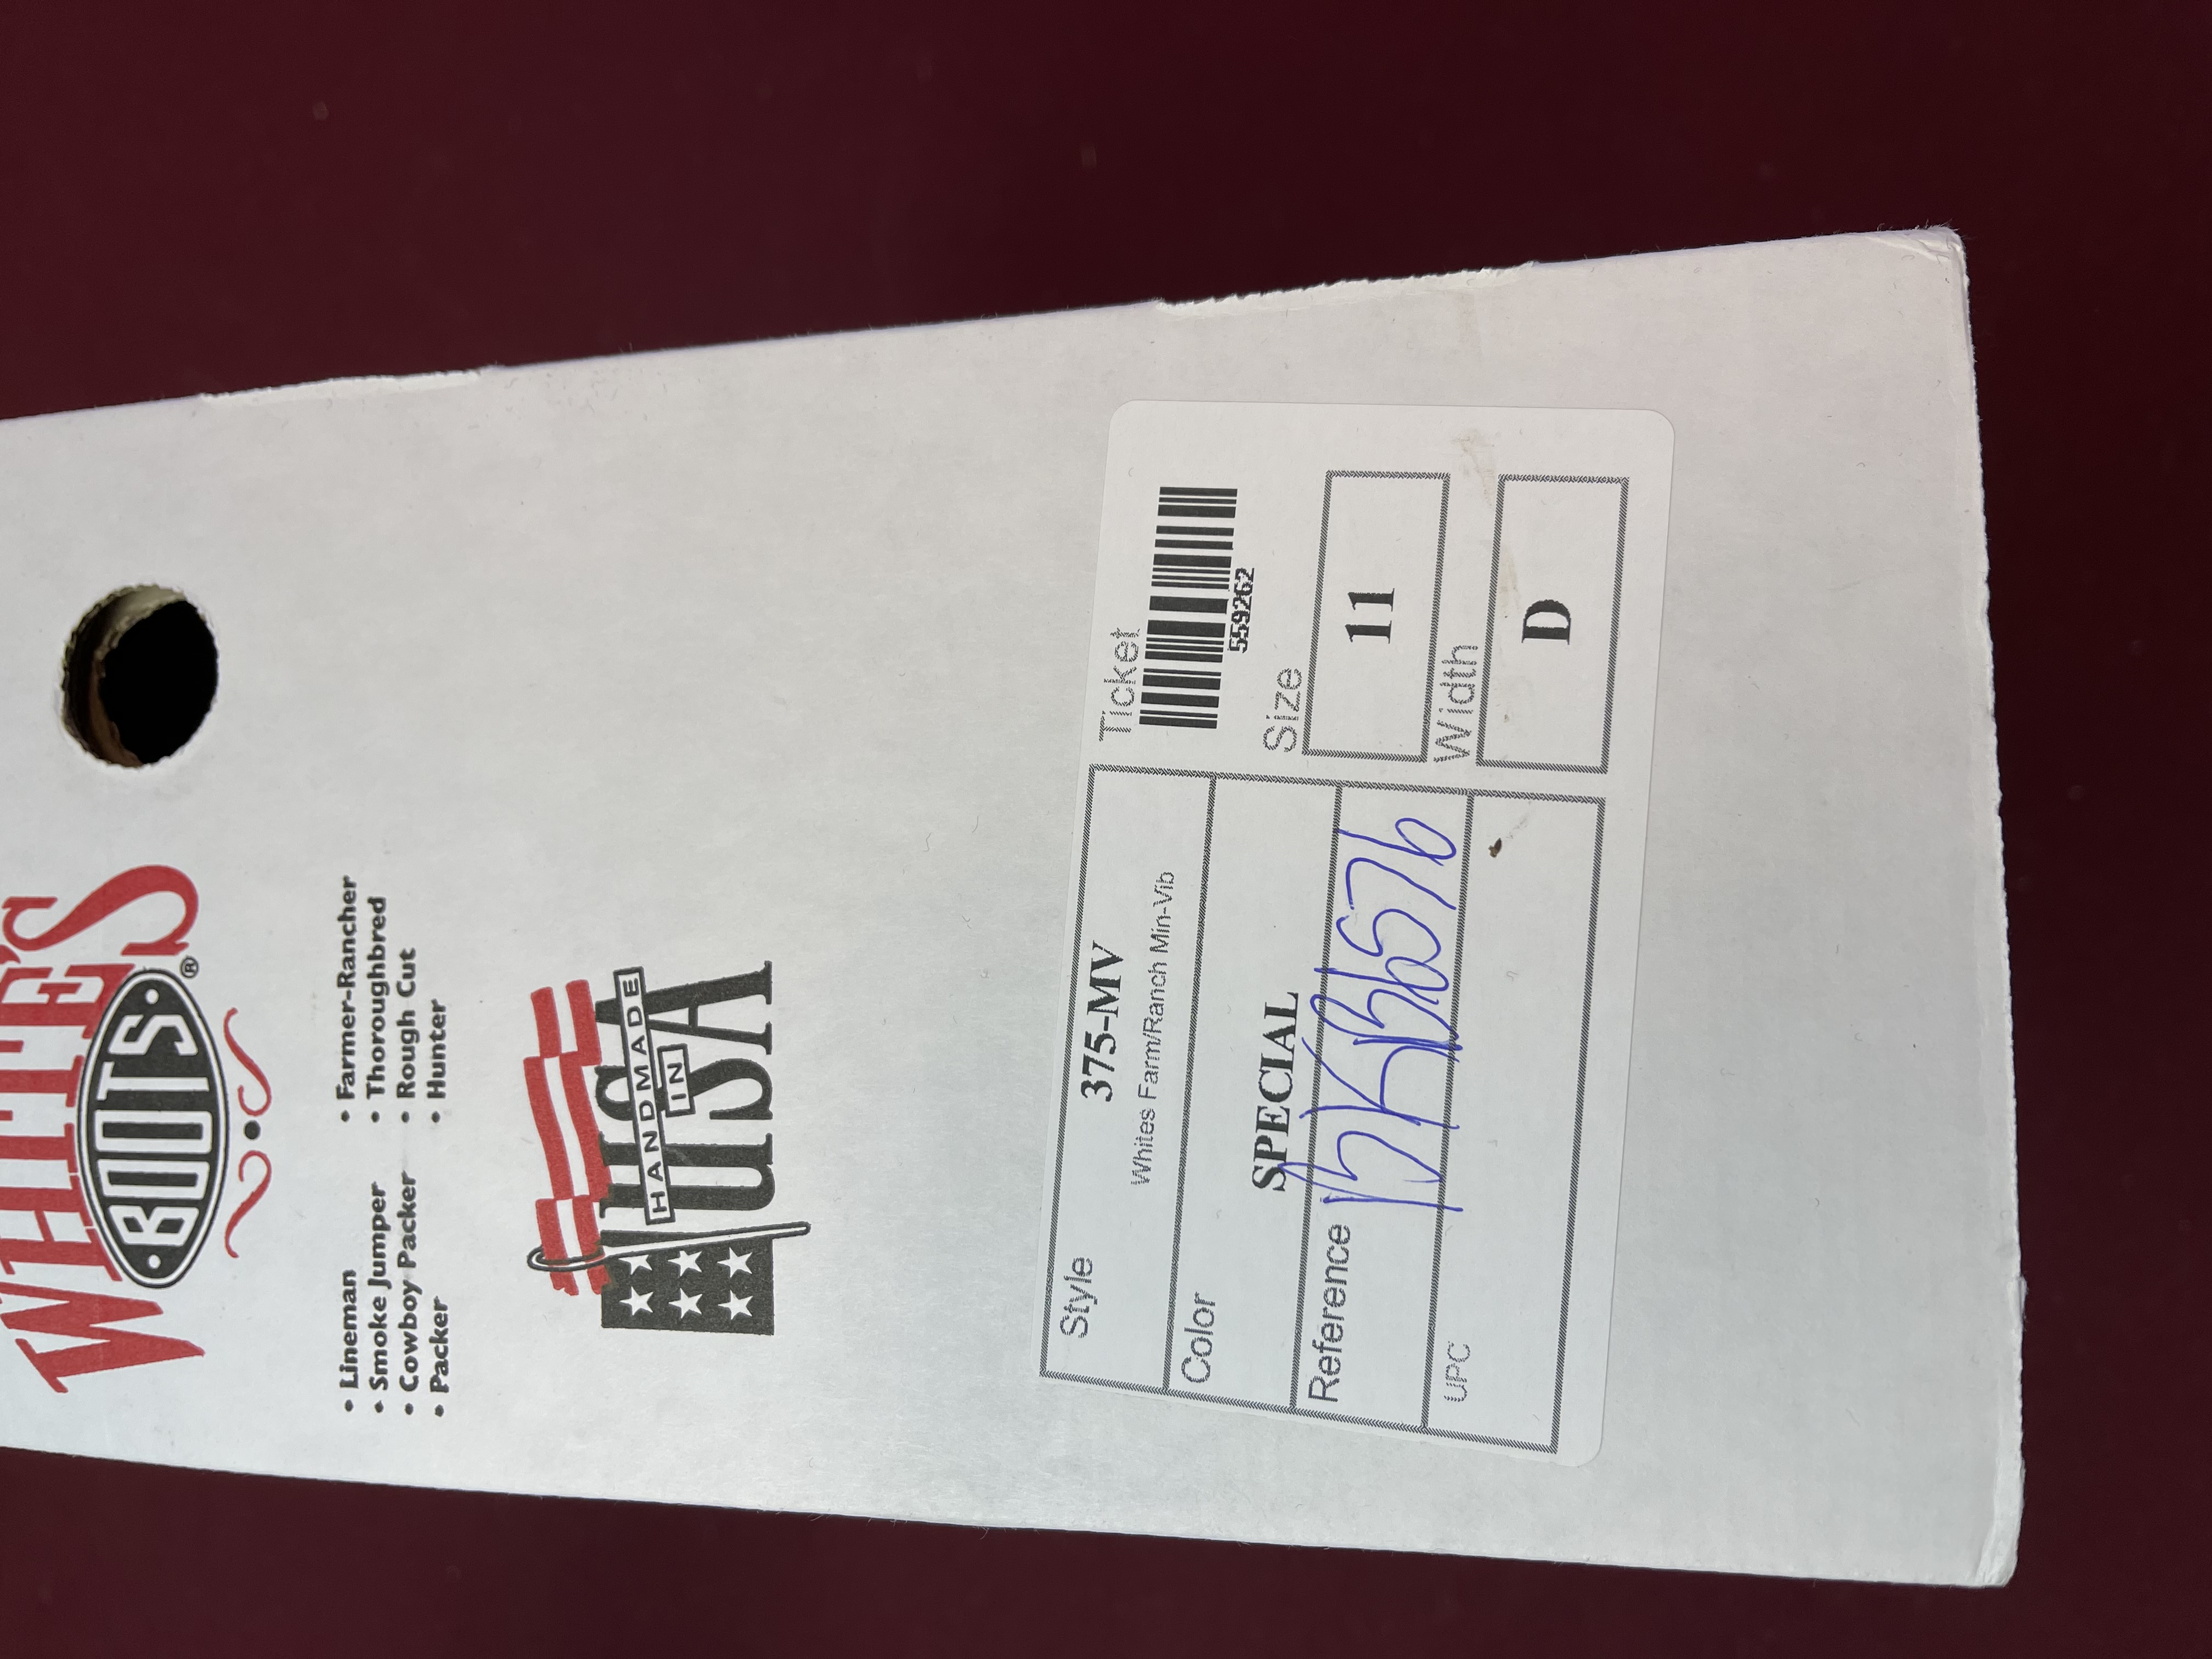 WHITE'S
BOOTS®
• Lineman • Farmer-Rancher
• Smoke Jumper • Thoroughbred
• Cowboy Packer • Rough Cut
• Packer • Hunter
HANDMADE
IN
USA
Style 375-MV
Whites Farm/Ranch Min-Vib
Color
SPECIAL
Reference
UPC
Ticket
559262
Size
11
Width
D